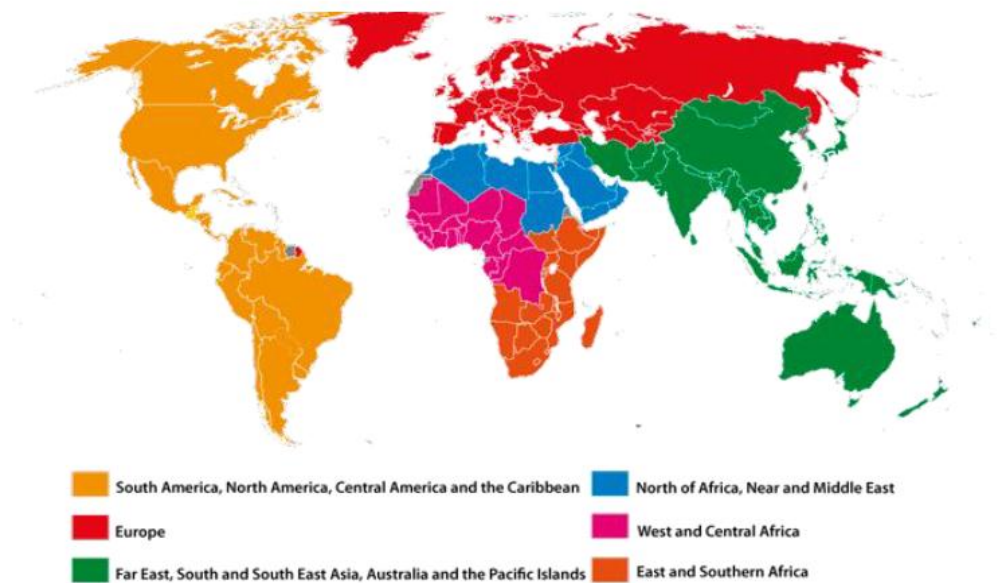 South America, North America, Central America and the Caribbean
Europe
Far East, South and South East Asia, Australia and the Pacific Islands
North of Africa, Near and Middle East
West and Central Africa
East and Southern Africa